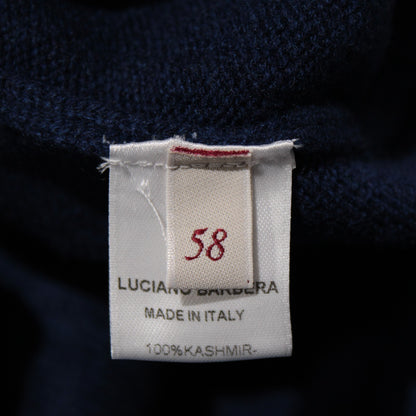 58
LUCIANO BARBERA
MADE IN ITALY
100%KASHMIR-